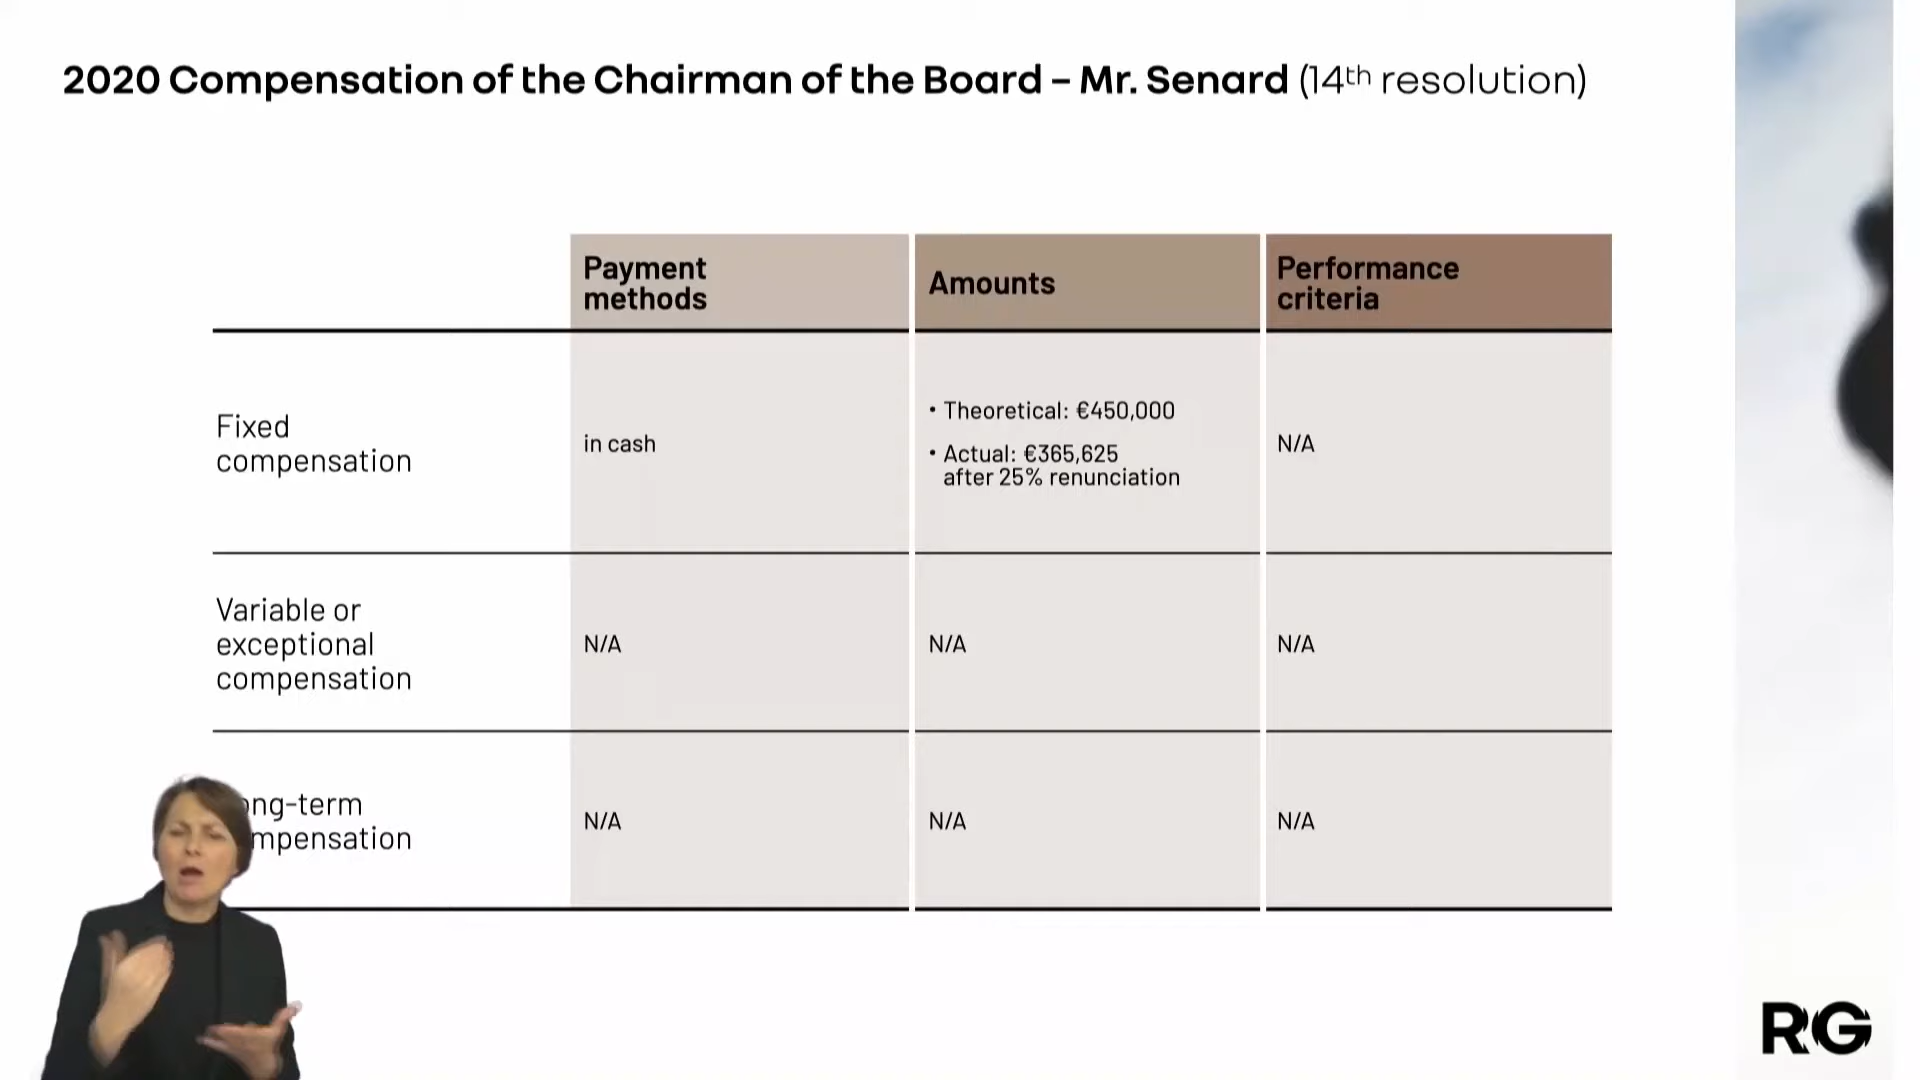 2020 Compensation of the Chairman of the Board – Mr. Senard (14th resolution)
Payment
methods
Amounts
Performance
criteria
Fixed
compensation
in cash
• Theoretical: €450,000
• Actual: €365,625
after 25% renunciation
N/A
Variable or
exceptional
compensation
N/A
N/A
N/A
ong-term
mpensation
N/A
N/A
N/A
RG